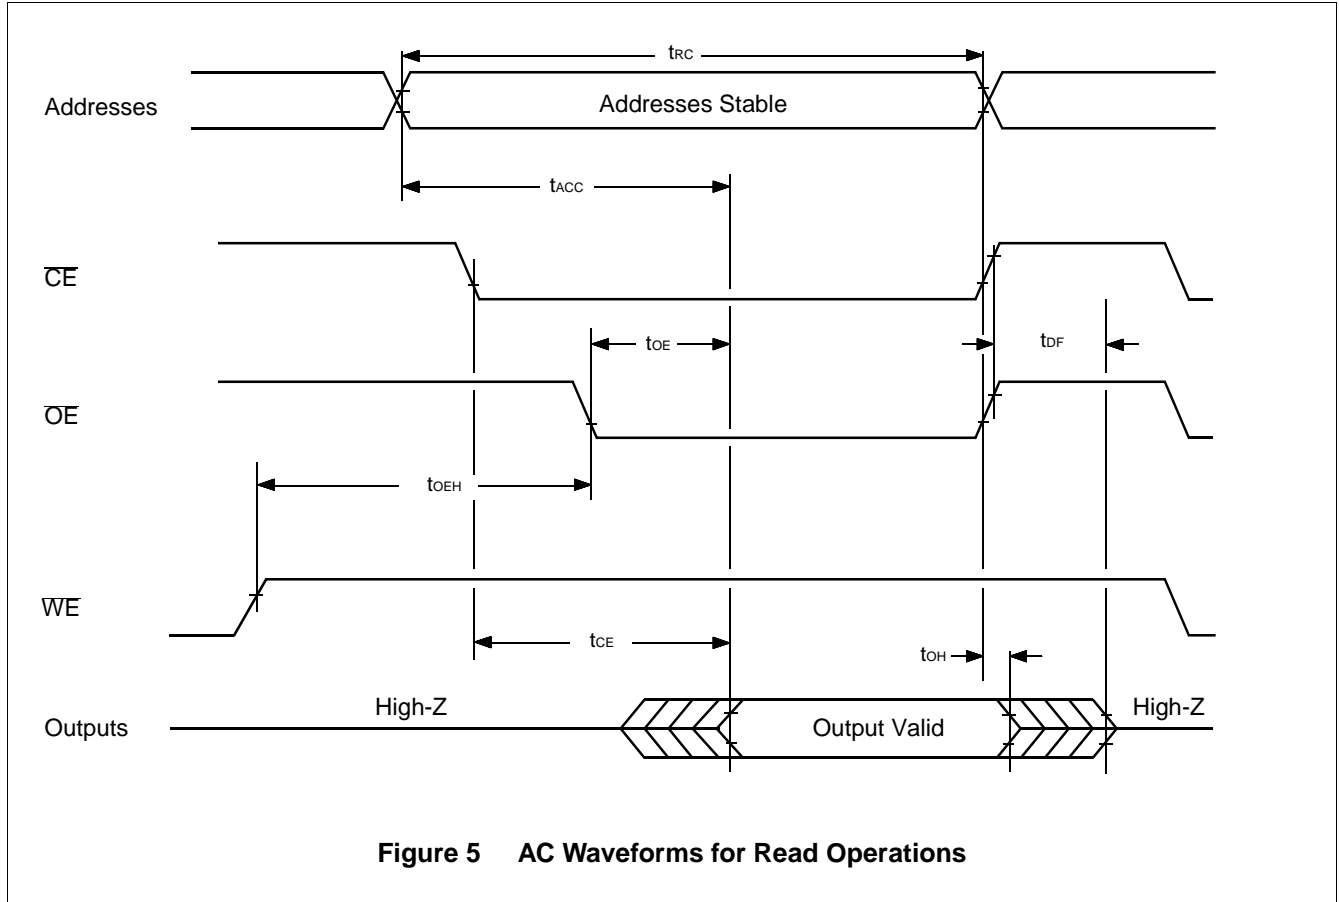 tRC
Addresses
Addresses Stable
tACC
CE
tOE
tDF
OE
tOEH
WE
tCE
tOH
High-Z
High-Z
Outputs
Output Valid
Figure 5 AC Waveforms for Read Operations